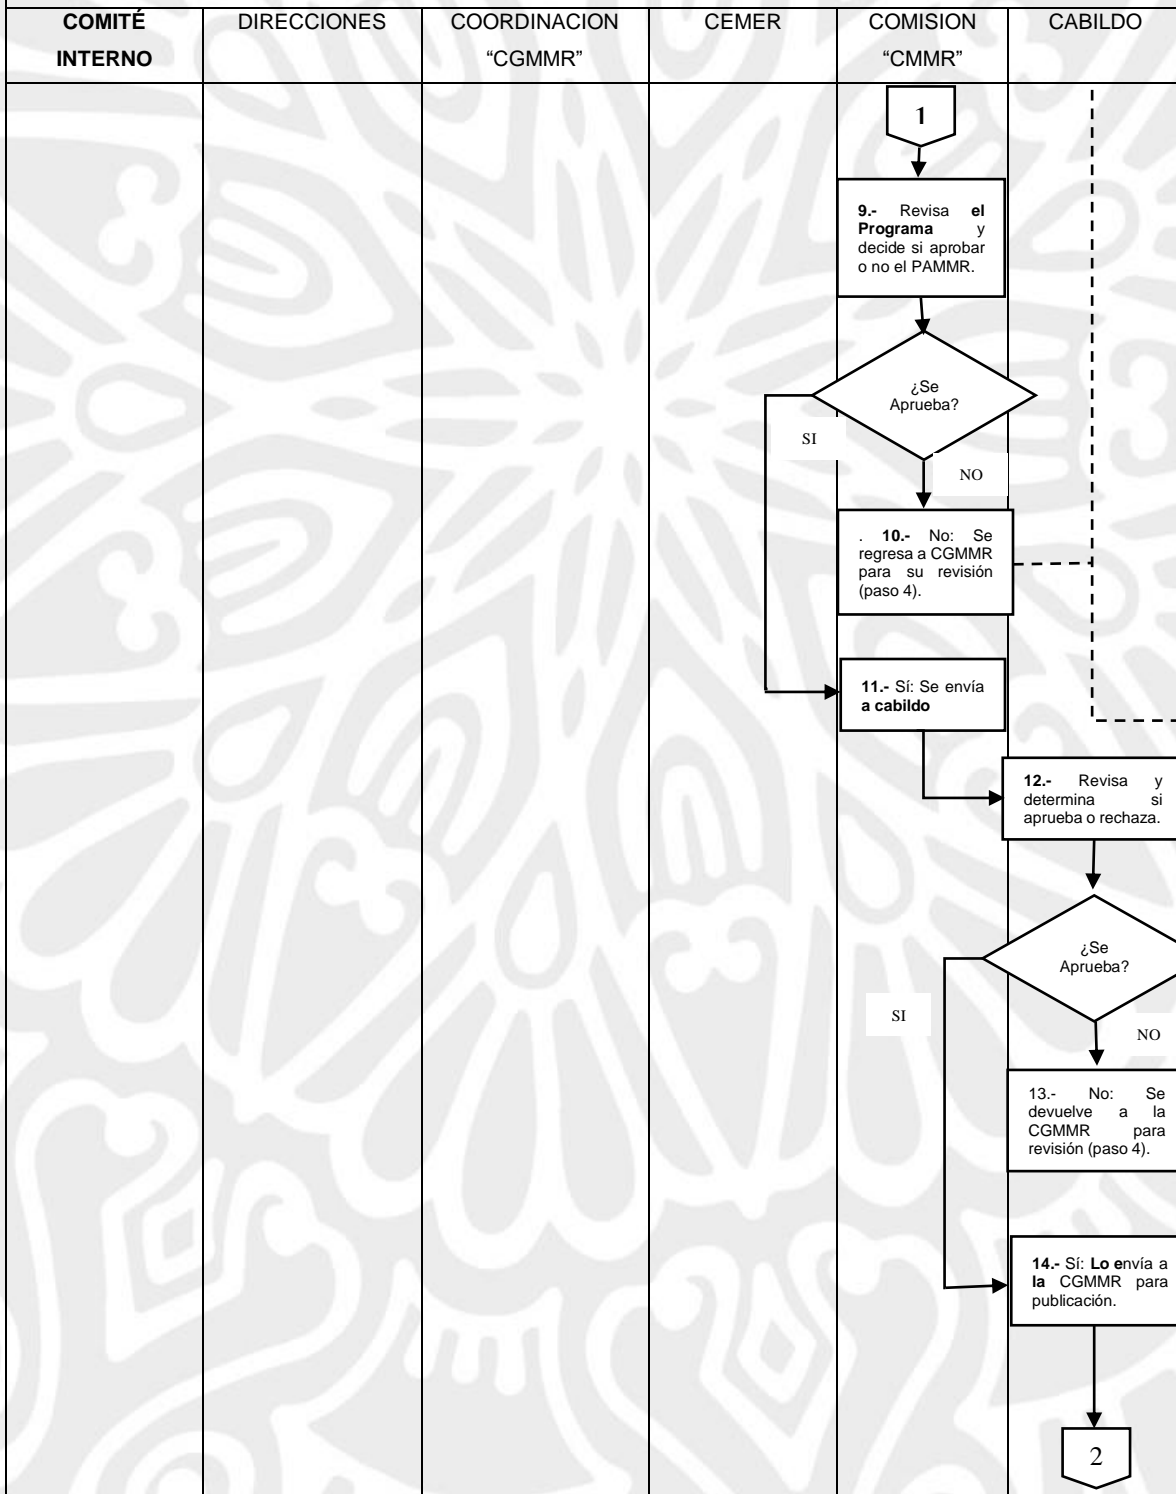 COMITÉ
INTERNO
DIRECCIONES
COORDINACION
“CGMMR”
CEMER
COMISION
“CMMR”
CABILDO
1
9.- Revisa el
Programa y
decide si aprobar
o no el PAMMR.
¿Se
Aprueba?
SI
NO
. 10.- No: Se
regresa a CGMMR
para su revisión
(paso 4).
11.- Sí: Se envía
a cabildo
12.- Revisa y
determina si
aprueba o rechaza.
¿Se
Aprueba?
SI
NO
13.- No: Se
devuelve a la
CGMMR para
revisión (paso 4).
14.- Sí: Lo envía a
la CGMMR para
publicación.
2